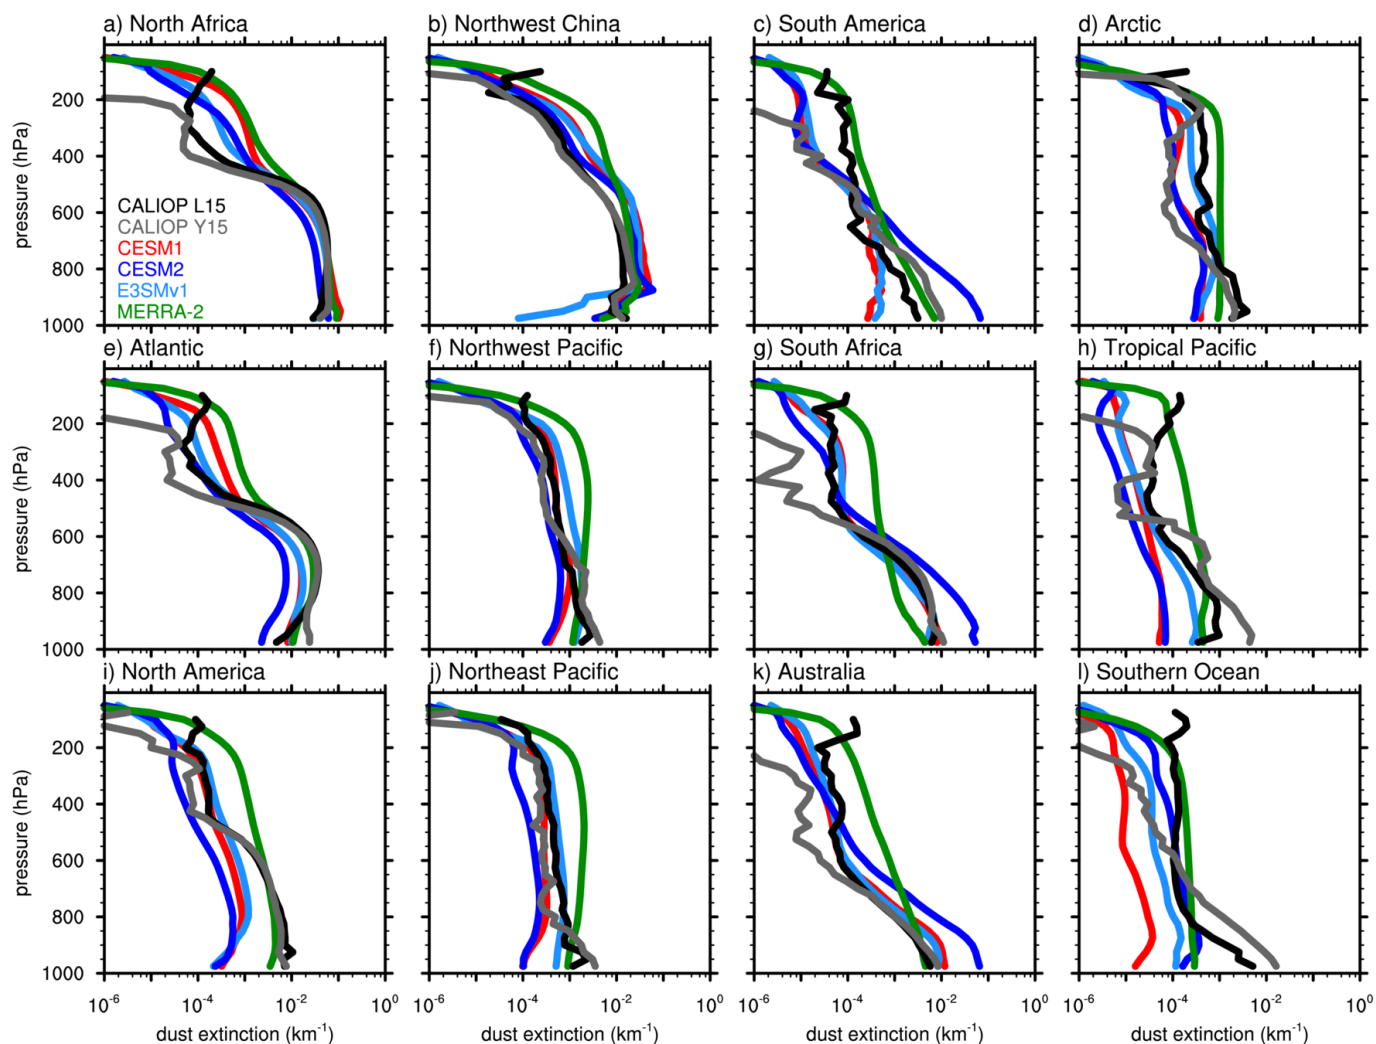 a) North Africa
b) Northwest China
c) South America
d) Arctic
pressure (hPa)
200
400
600
800
1000
CALIOP L15
CALIOP Y15
CESM1
CESM2
E3SMv1
MERRA-2
e) Atlantic
f) Northwest Pacific
g) South Africa
h) Tropical Pacific
pressure (hPa)
200
400
600
800
1000
i) North America
j) Northeast Pacific
k) Australia
l) Southern Ocean
pressure (hPa)
200
400
600
800
1000
10⁻⁶ 10⁻⁴ 10⁻² 10⁰ 10⁻⁶ 10⁻⁴ 10⁻² 10⁰ 10⁻⁶ 10⁻⁴ 10⁻² 10⁰ 10⁻⁶ 10⁻⁴ 10⁻² 10⁰
dust extinction (km⁻¹) dust extinction (km⁻¹) dust extinction (km⁻¹) dust extinction (km⁻¹)